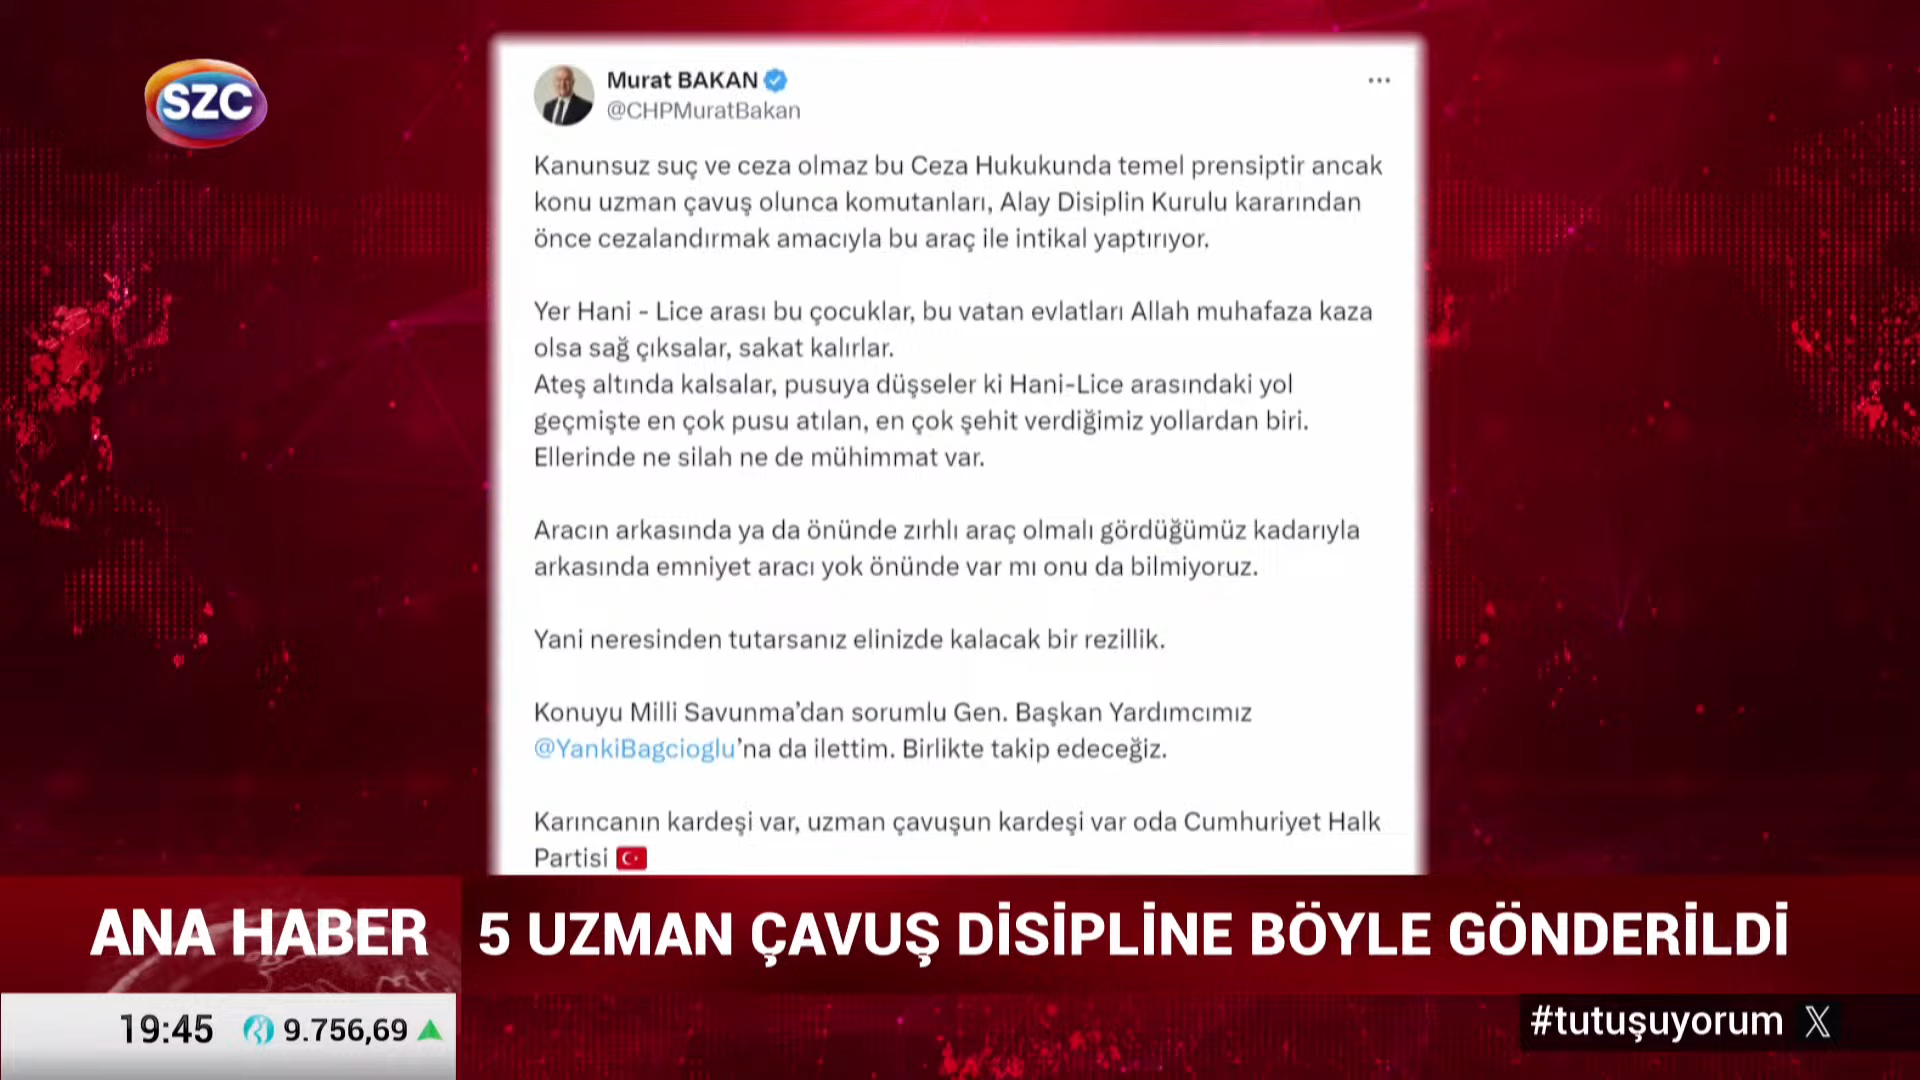 SZC
Murat BAKAN
@CHPMuratBakan
Kanunsuz suç ve ceza olmaz bu Ceza Hukukunda temel prensiptir ancak
konu uzman çavuş olunca komutanları, Alay Disiplin Kurulu kararından
önce cezalandırmak amacıyla bu araç ile intikal yaptırıyor.
Yer Hani - Lice arası bu çocuklar, bu vatan evlatları Allah muhafaza kaza
olsa sağ çıksalar, sakat kalırlar.
Ateş altında kalsalar, pusuya düşseler ki Hani-Lice arasındaki yol
geçmişte en çok pusu atılan, en çok şehit verdiğimiz yollardan biri.
Ellerinde ne silah ne de mühimmat var.
Aracın arkasında ya da önünde zırhlı araç olmalı gördüğümüz kadarıyla
arkasında emniyet aracı yok önünde var mı onu da bilmiyoruz.
Yani neresinden tutarsanız elinizde kalacak bir rezillik.
Konuyu Milli Savunma’dan sorumlu Gen. Başkan Yardımcımız
@YankiBagcioglu’na da ilettim. Birlikte takip edeceğiz.
Karıncanın kardeşi var, uzman çavuşun kardeşi var oda Cumhuriyet Halk
Partisi 🇹🇷
ANA HABER
5 UZMAN ÇAVUŞ DİSİPLİNE BÖYLE GÖNDERİLDİ
19:45 9.756,69
#tutuşuyorum X